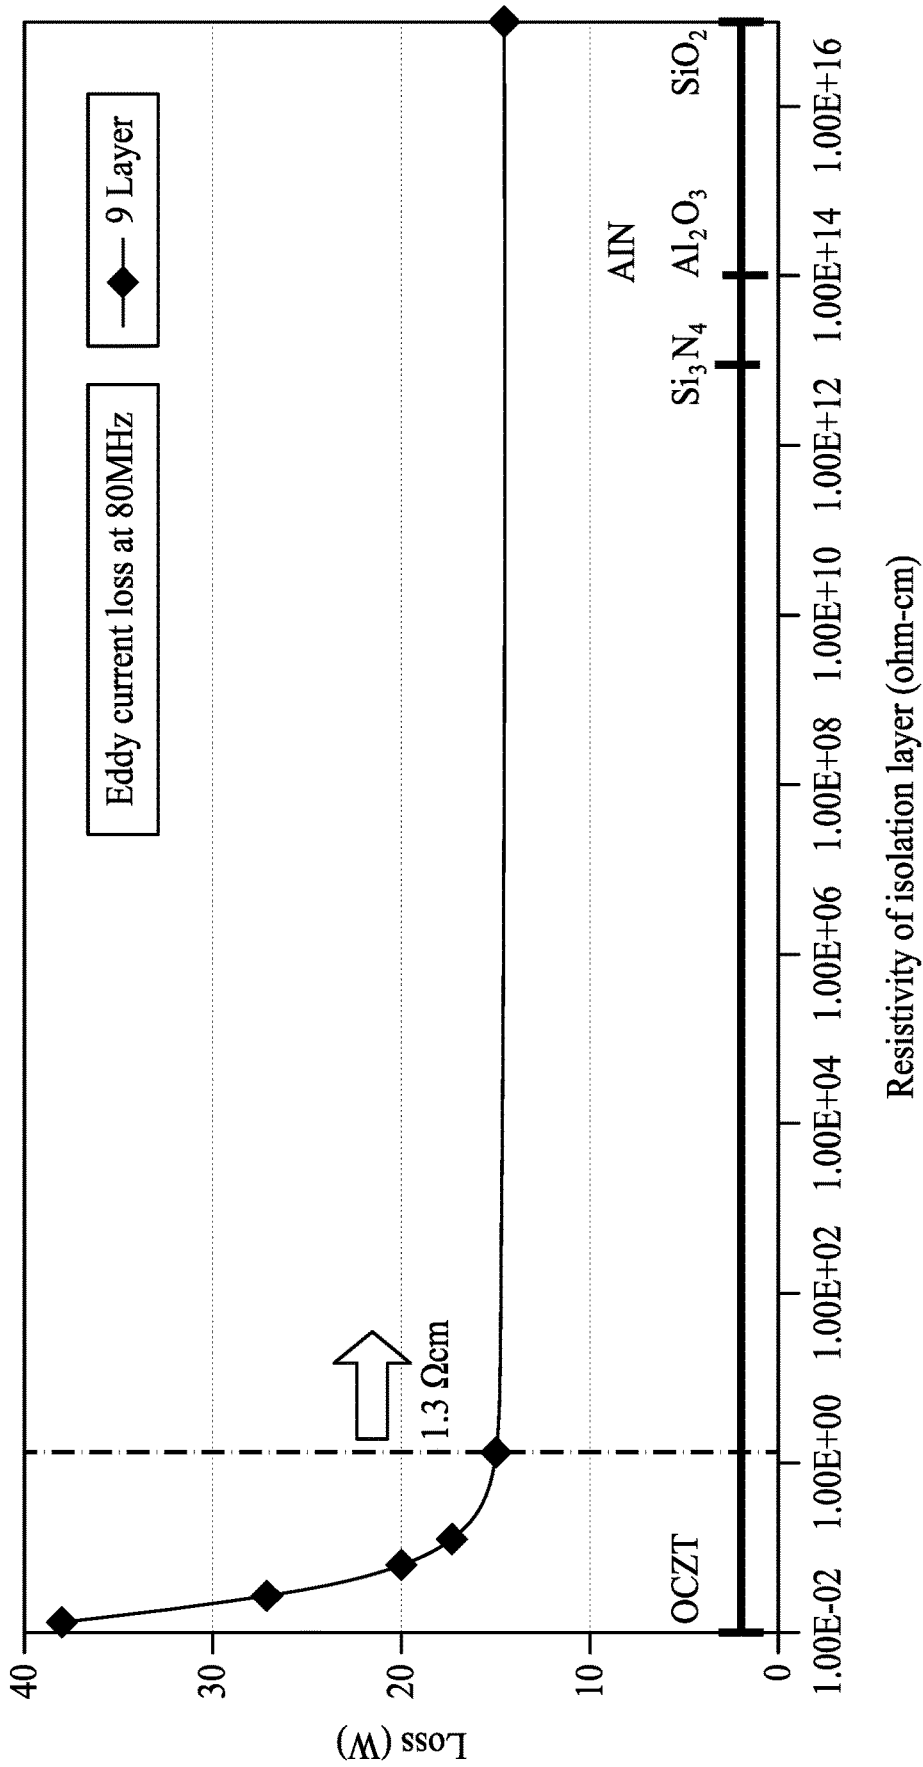 Eddy current loss at 80MHz
9 Layer
Loss (W)
40
30
20
10
0
1.3 Ωcm
OCZT
Si₃N₄
AlN
Al₂O₃
SiO₂
1.00E-02
1.00E+00
1.00E+02
1.00E+04
1.00E+06
1.00E+08
1.00E+10
1.00E+12
1.00E+14
1.00E+16
Resistivity of isolation layer (ohm-cm)